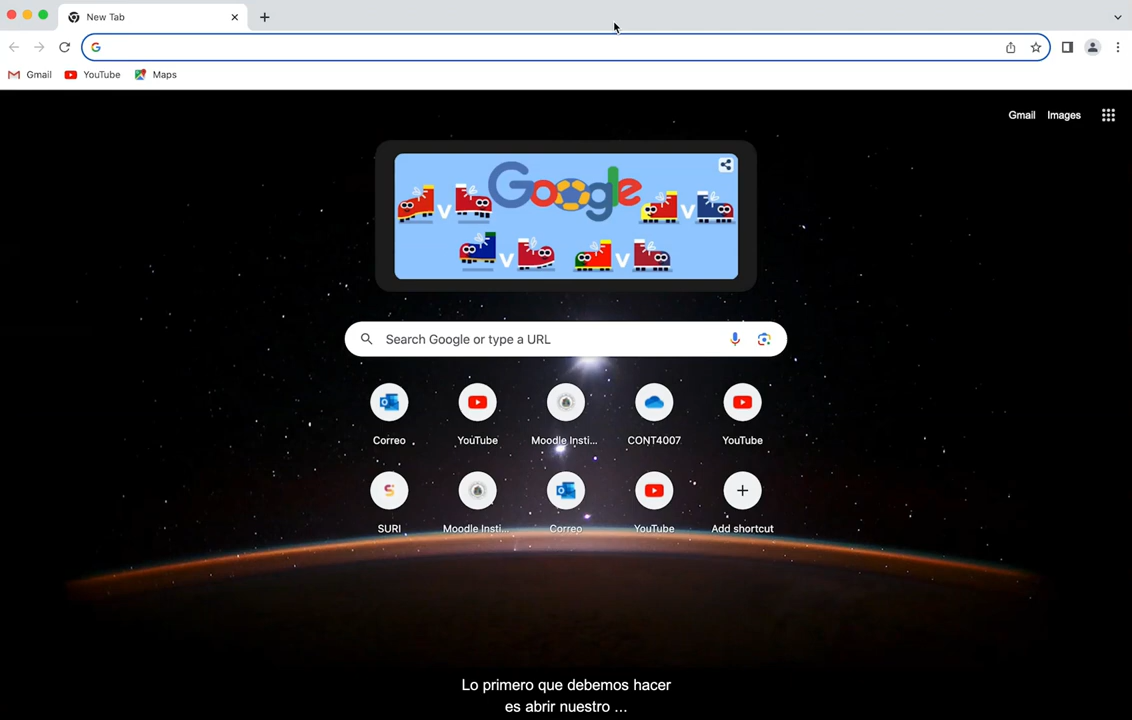 New Tab
Gmail YouTube Maps
Gmail Images
Google
v v
v v
Search Google or type a URL
Correo YouTube Moodle Insti... CONT4007 YouTube
SURI Moodle Insti... Correo YouTube Add shortcut
Lo primero que debemos hacer
es abrir nuestro ...